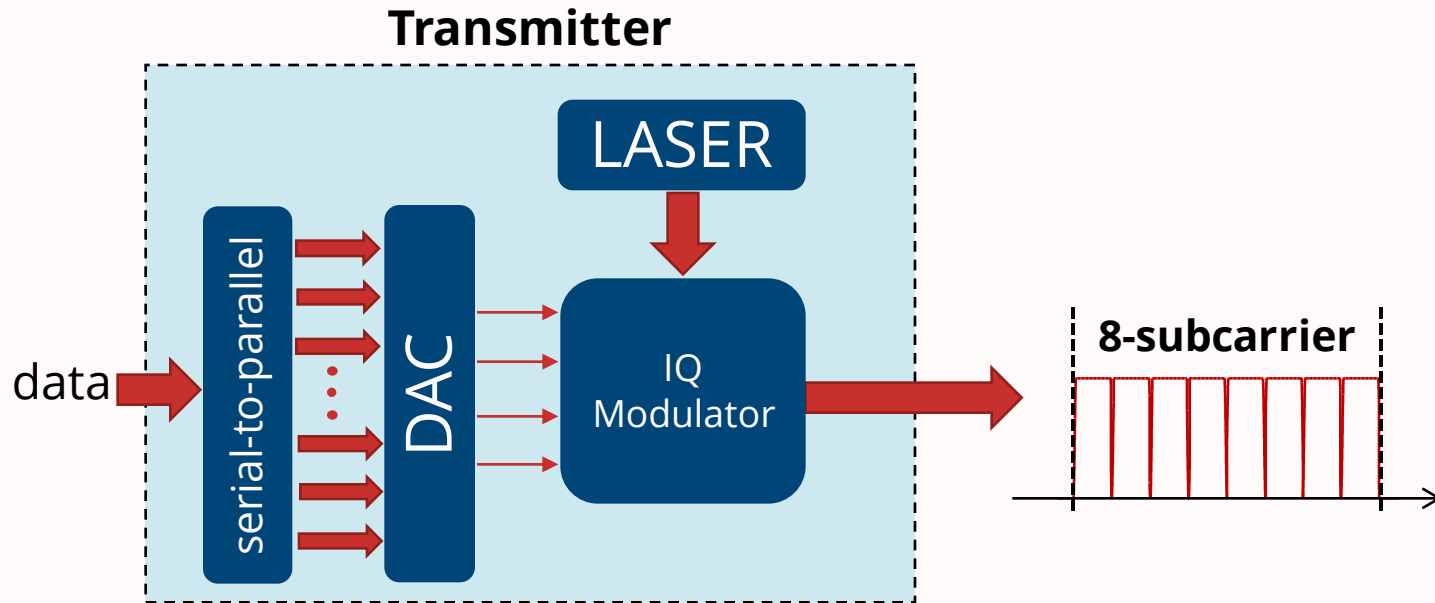 Transmitter
LASER
data
serial-to-parallel
DAC
IQ
Modulator
8-subcarrier